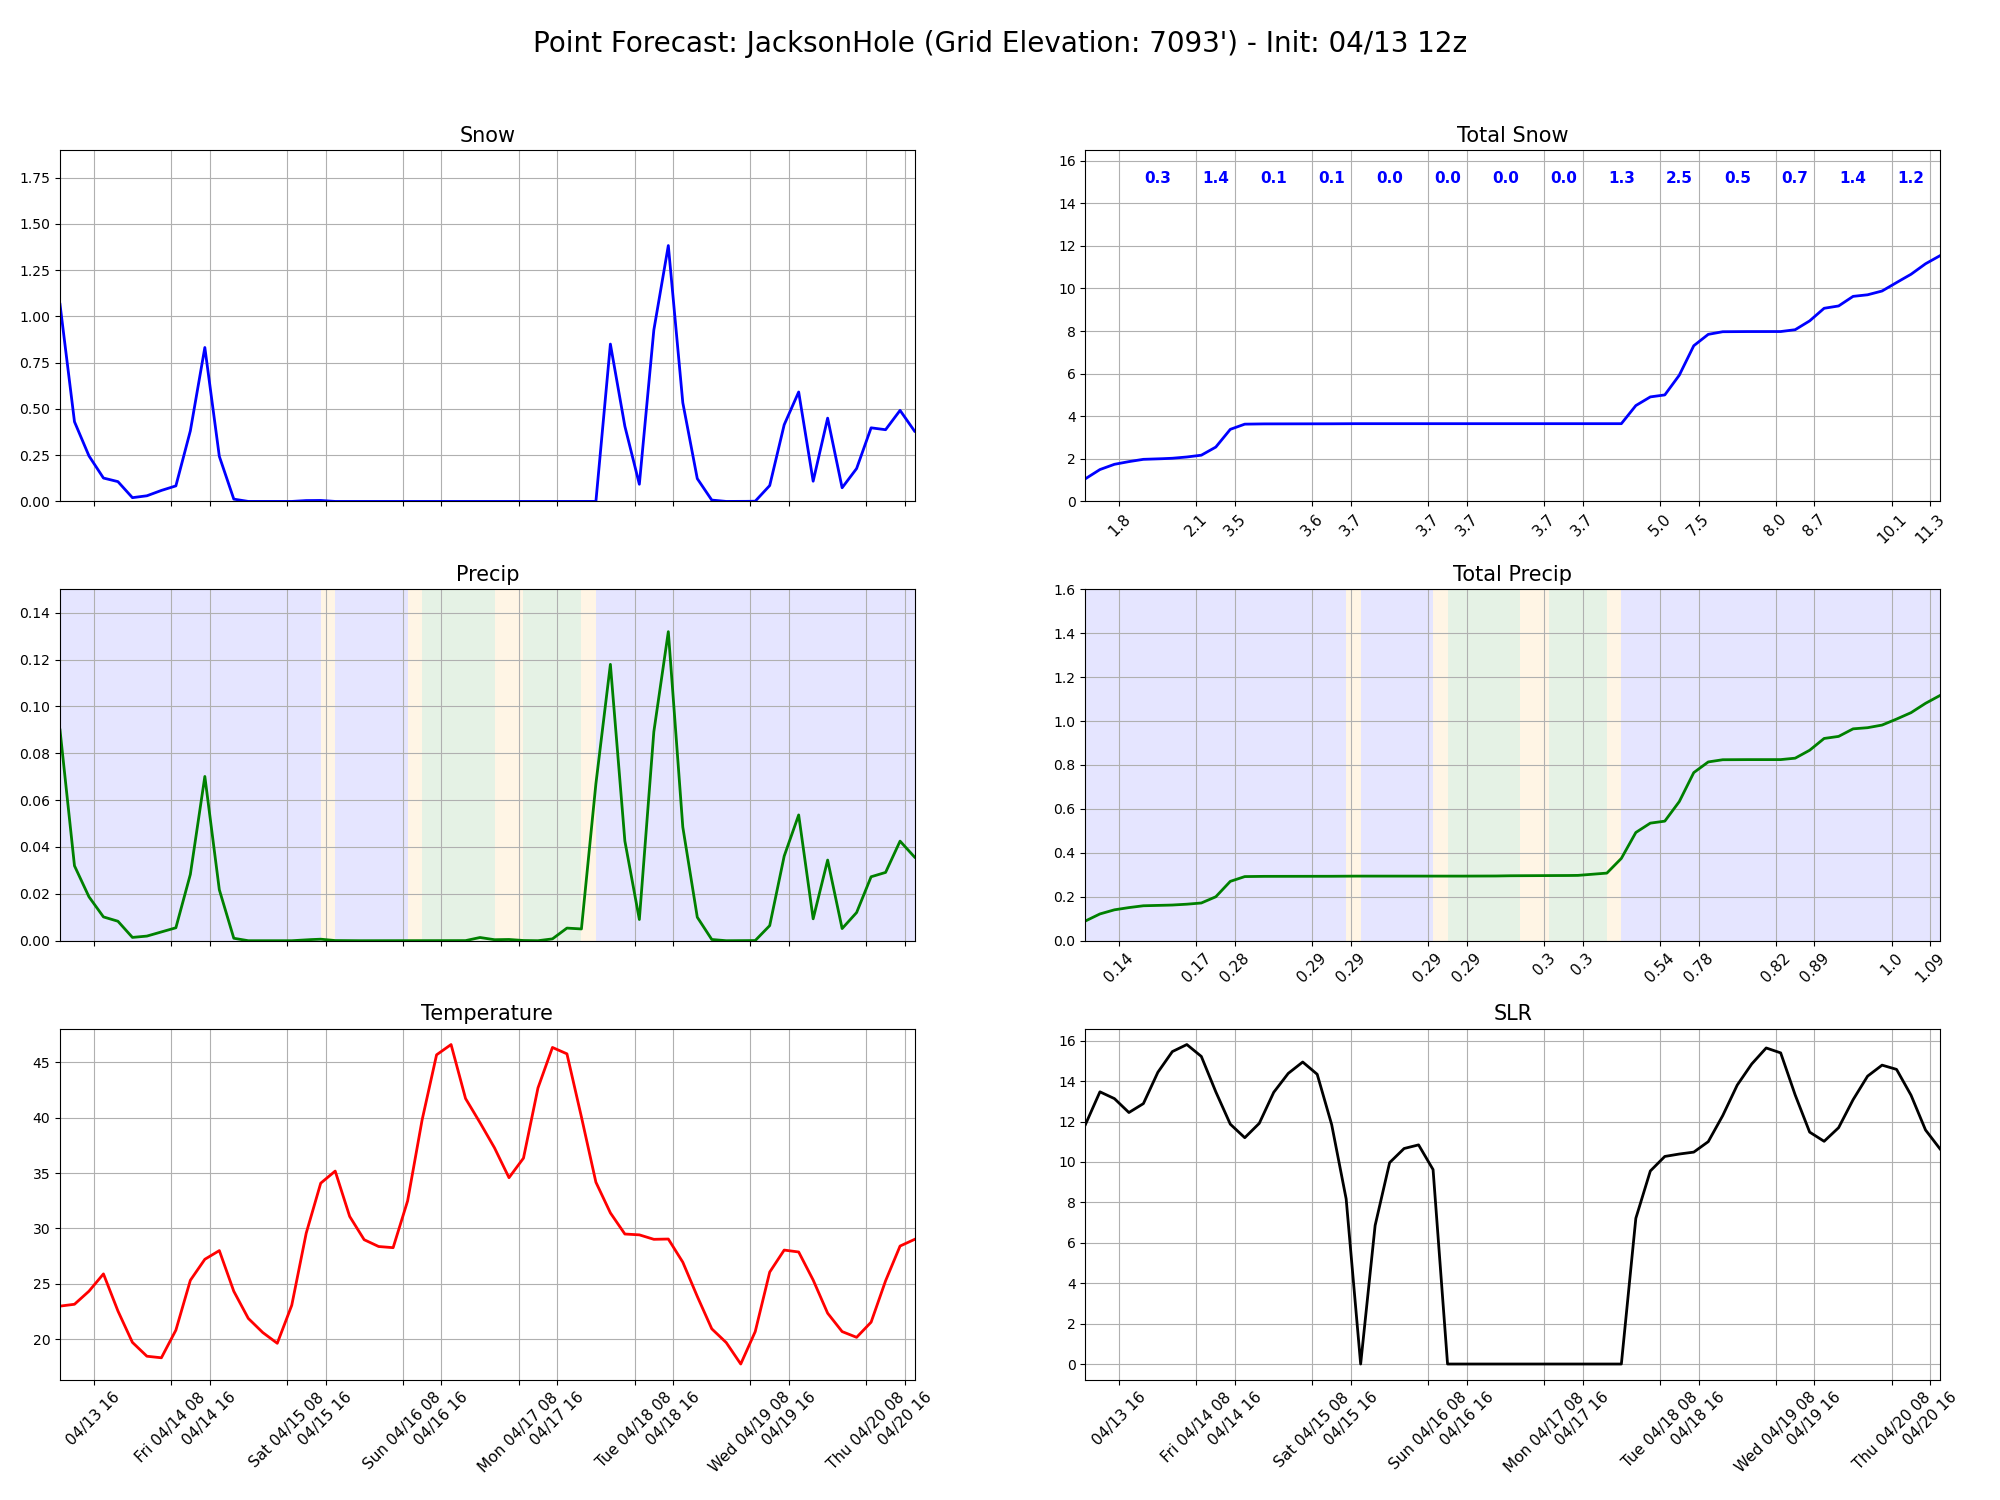 Point Forecast: JacksonHole (Grid Elevation: 7093') - Init: 04/13 12z
Snow
1.75
1.50
1.25
1.00
0.75
0.50
0.25
0.00
Total Snow
16
14
12
10
8
6
4
2
0
0.3 1.4 0.1 0.1 0.0 0.0 0.0 0.0 1.3 2.5 0.5 0.7 1.4 1.2
1.8 2.1 3.5 3.6 3.7 3.7 3.7 3.7 3.7 5.0 7.5 8.0 8.7 10.1 11.3
Precip
0.14
0.12
0.10
0.08
0.06
0.04
0.02
0.00
Total Precip
1.6
1.4
1.2
1.0
0.8
0.6
0.4
0.2
0.0
0.14 0.17 0.28 0.29 0.29 0.29 0.29 0.3 0.3 0.54 0.78 0.82 0.89 1.0 1.09
Temperature
45
40
35
30
25
20
04/13 16
Fri 04/14 08
04/14 16
Sat 04/15 08
04/15 16
Sun 04/16 08
04/16 16
Mon 04/17 08
04/17 16
Tue 04/18 08
04/18 16
Wed 04/19 08
04/19 16
Thu 04/20 08
04/20 16
SLR
16
14
12
10
8
6
4
2
0
04/13 16
Fri 04/14 08
04/14 16
Sat 04/15 08
04/15 16
Sun 04/16 08
04/16 16
Mon 04/17 08
04/17 16
Tue 04/18 08
04/18 16
Wed 04/19 08
04/19 16
Thu 04/20 08
04/20 16